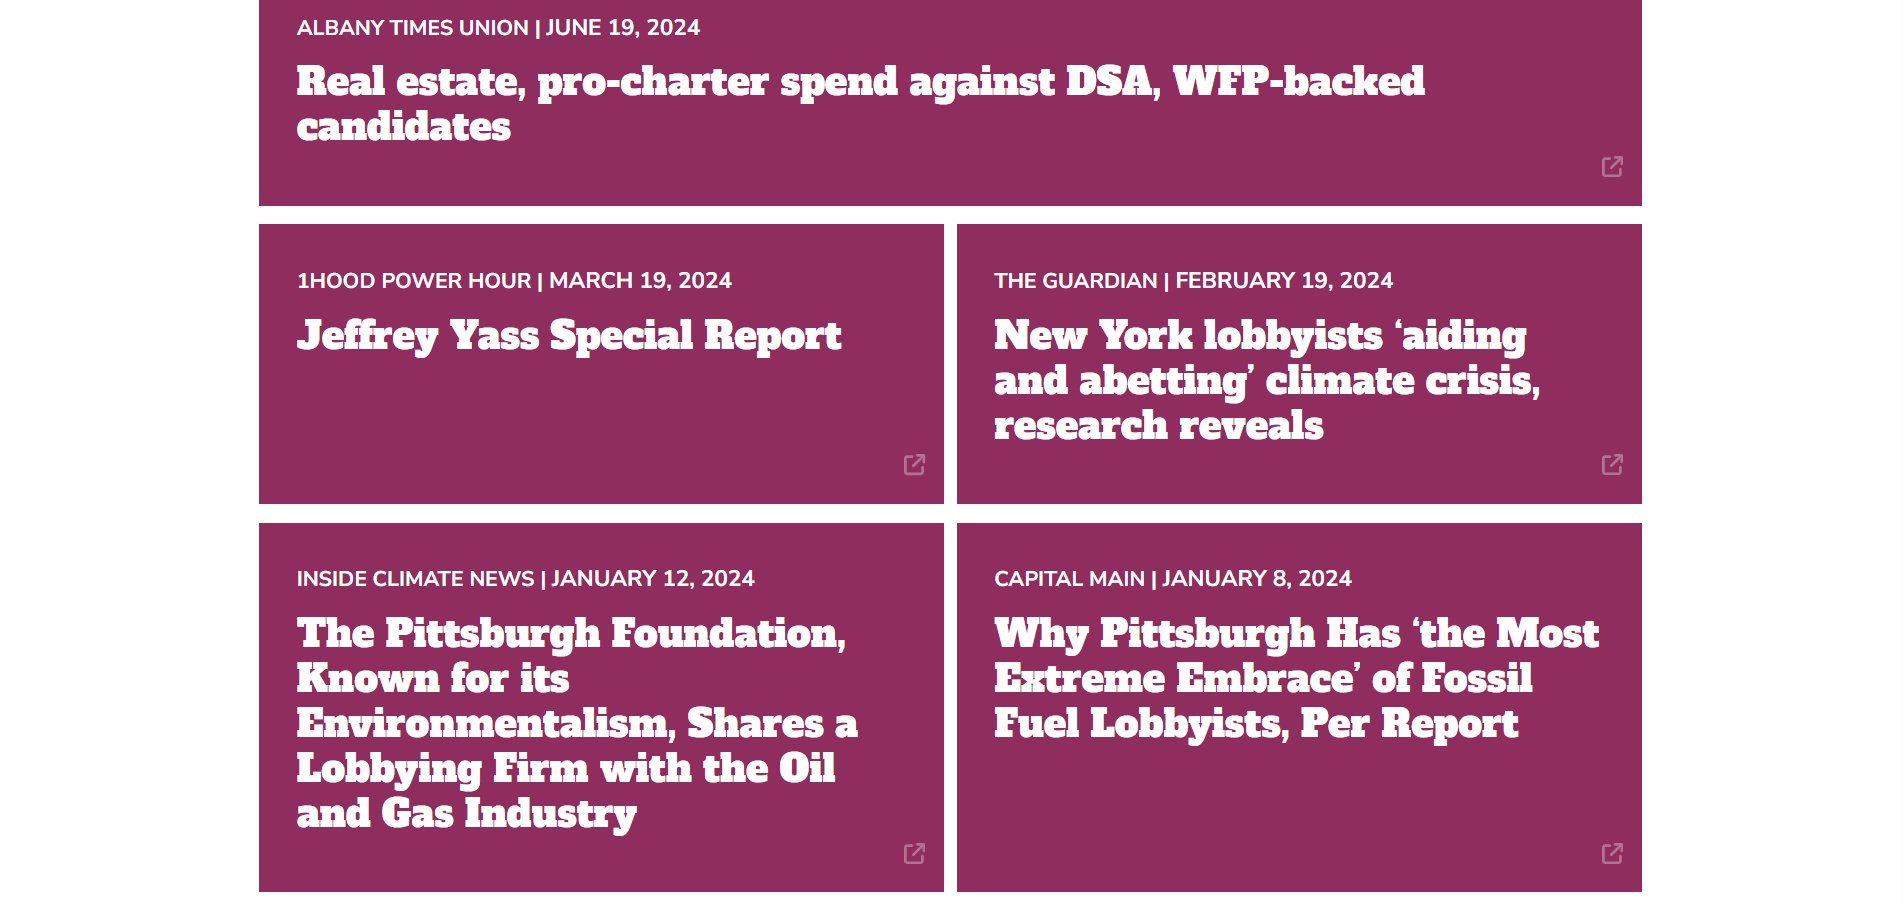 ALBANY TIMES UNION | JUNE 19, 2024
Real estate, pro-charter spend against DSA, WFP-backed
candidates
1HOOD POWER HOUR | MARCH 19, 2024
Jeffrey Yass Special Report
THE GUARDIAN | FEBRUARY 19, 2024
New York lobbyists ‘aiding
and abetting’ climate crisis,
research reveals
INSIDE CLIMATE NEWS | JANUARY 12, 2024
The Pittsburgh Foundation,
Known for its
Environmentalism, Shares a
Lobbying Firm with the Oil
and Gas Industry
CAPITAL MAIN | JANUARY 8, 2024
Why Pittsburgh Has ‘the Most
Extreme Embrace’ of Fossil
Fuel Lobbyists, Per Report